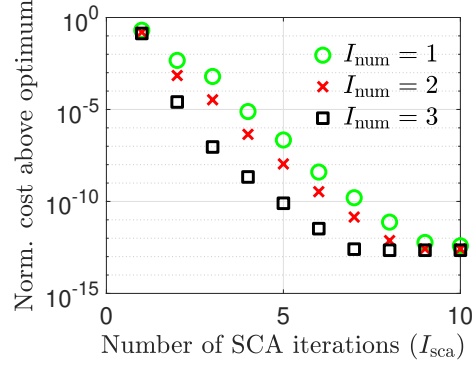 Norm. cost above optimum
10^0
10^-5
10^-10
10^-15
I_num = 1
I_num = 2
I_num = 3
0
5
10
Number of SCA iterations (I_sca)